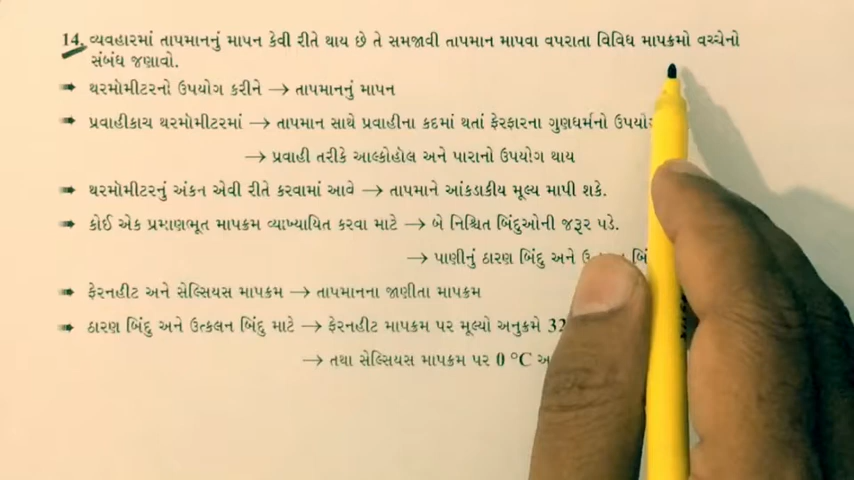 14. વ્યવહારમાં તાપમાનનું માપન કેવી રીતે થાય છે તે સમજાવી તાપમાન માપવા વપરાતા વિવિધ માપક્રમો વચ્ચેનો
સંબંધ જણાવો.
થરમૉમીટરનો ઉપયોગ કરીને → તાપમાનનું માપન
પ્રવાહીકાચ થરમૉમીટરમાં → તાપમાન સાથે પ્રવાહીના કદમાં થતાં ફેરફારના ગુણધર્મનો
→ પ્રવાહી તરીકે આલ્કોહોલ અને પારાનો ઉપયોગ થાય
થરમૉમીટરનું અંકન એવી રીતે કરવામાં આવે → તાપમાને આંકડાકીય મૂલ્ય માપી શકે.
કોઈ એક પ્રમાણભૂત માપક્રમ વ્યાખ્યાયિત કરવા માટે → બે નિશ્ચિત બિંદુઓની જરૂર પડે.
→ પાણીનું ઠારણ બિંદુ અને
ફેરનહીટ અને સેલ્સિયસ માપક્રમ → તાપમાનના જાણીતા માપક્રમ
ઠારણ બિંદુ અને ઉત્કલન બિંદુ માટે → ફેરનહીટ માપક્રમ પર મૂલ્યો અનુક્રમે 32
→ તથા સેલ્સિયસ માપક્રમ પર 0 °C